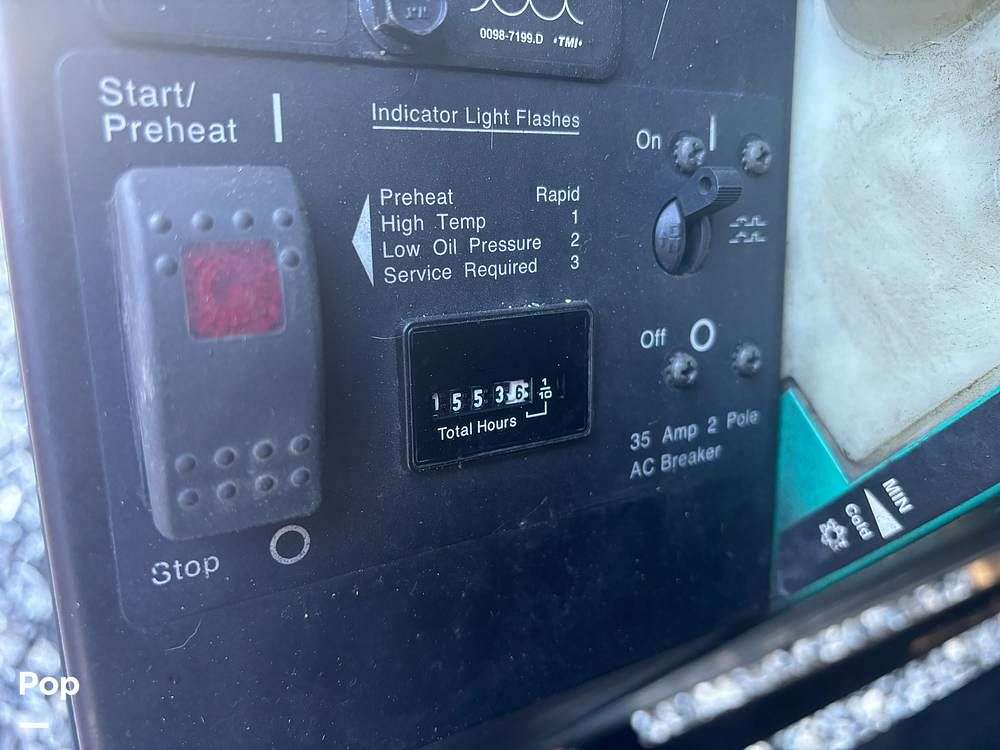 0098-7199.D •TMI•
Start/
Preheat
Indicator Light Flashes
Preheat Rapid
High Temp 1
Low Oil Pressure 2
Service Required 3
On
Off
15536 1/10
Total Hours
35 Amp 2 Pole
AC Breaker
Stop
MIN
Cold
Pop